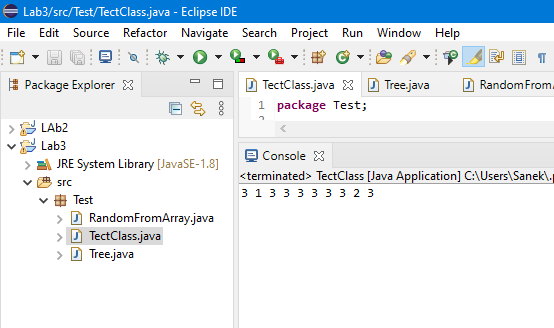 Lab3/src/Test/TectClass.java - Eclipse IDE
File Edit Source Refactor Navigate Search Project Run Window Help
Package Explorer
LAb2
Lab3
JRE System Library [JavaSE-1.8]
src
Test
RandomFromArray.java
TectClass.java
Tree.java
TectClass.java Tree.java RandomFromArra
1 package Test;
Console
<terminated> TectClass [Java Application] C:\Users\Sanek\.p
3 1 3 3 3 3 3 3 2 3